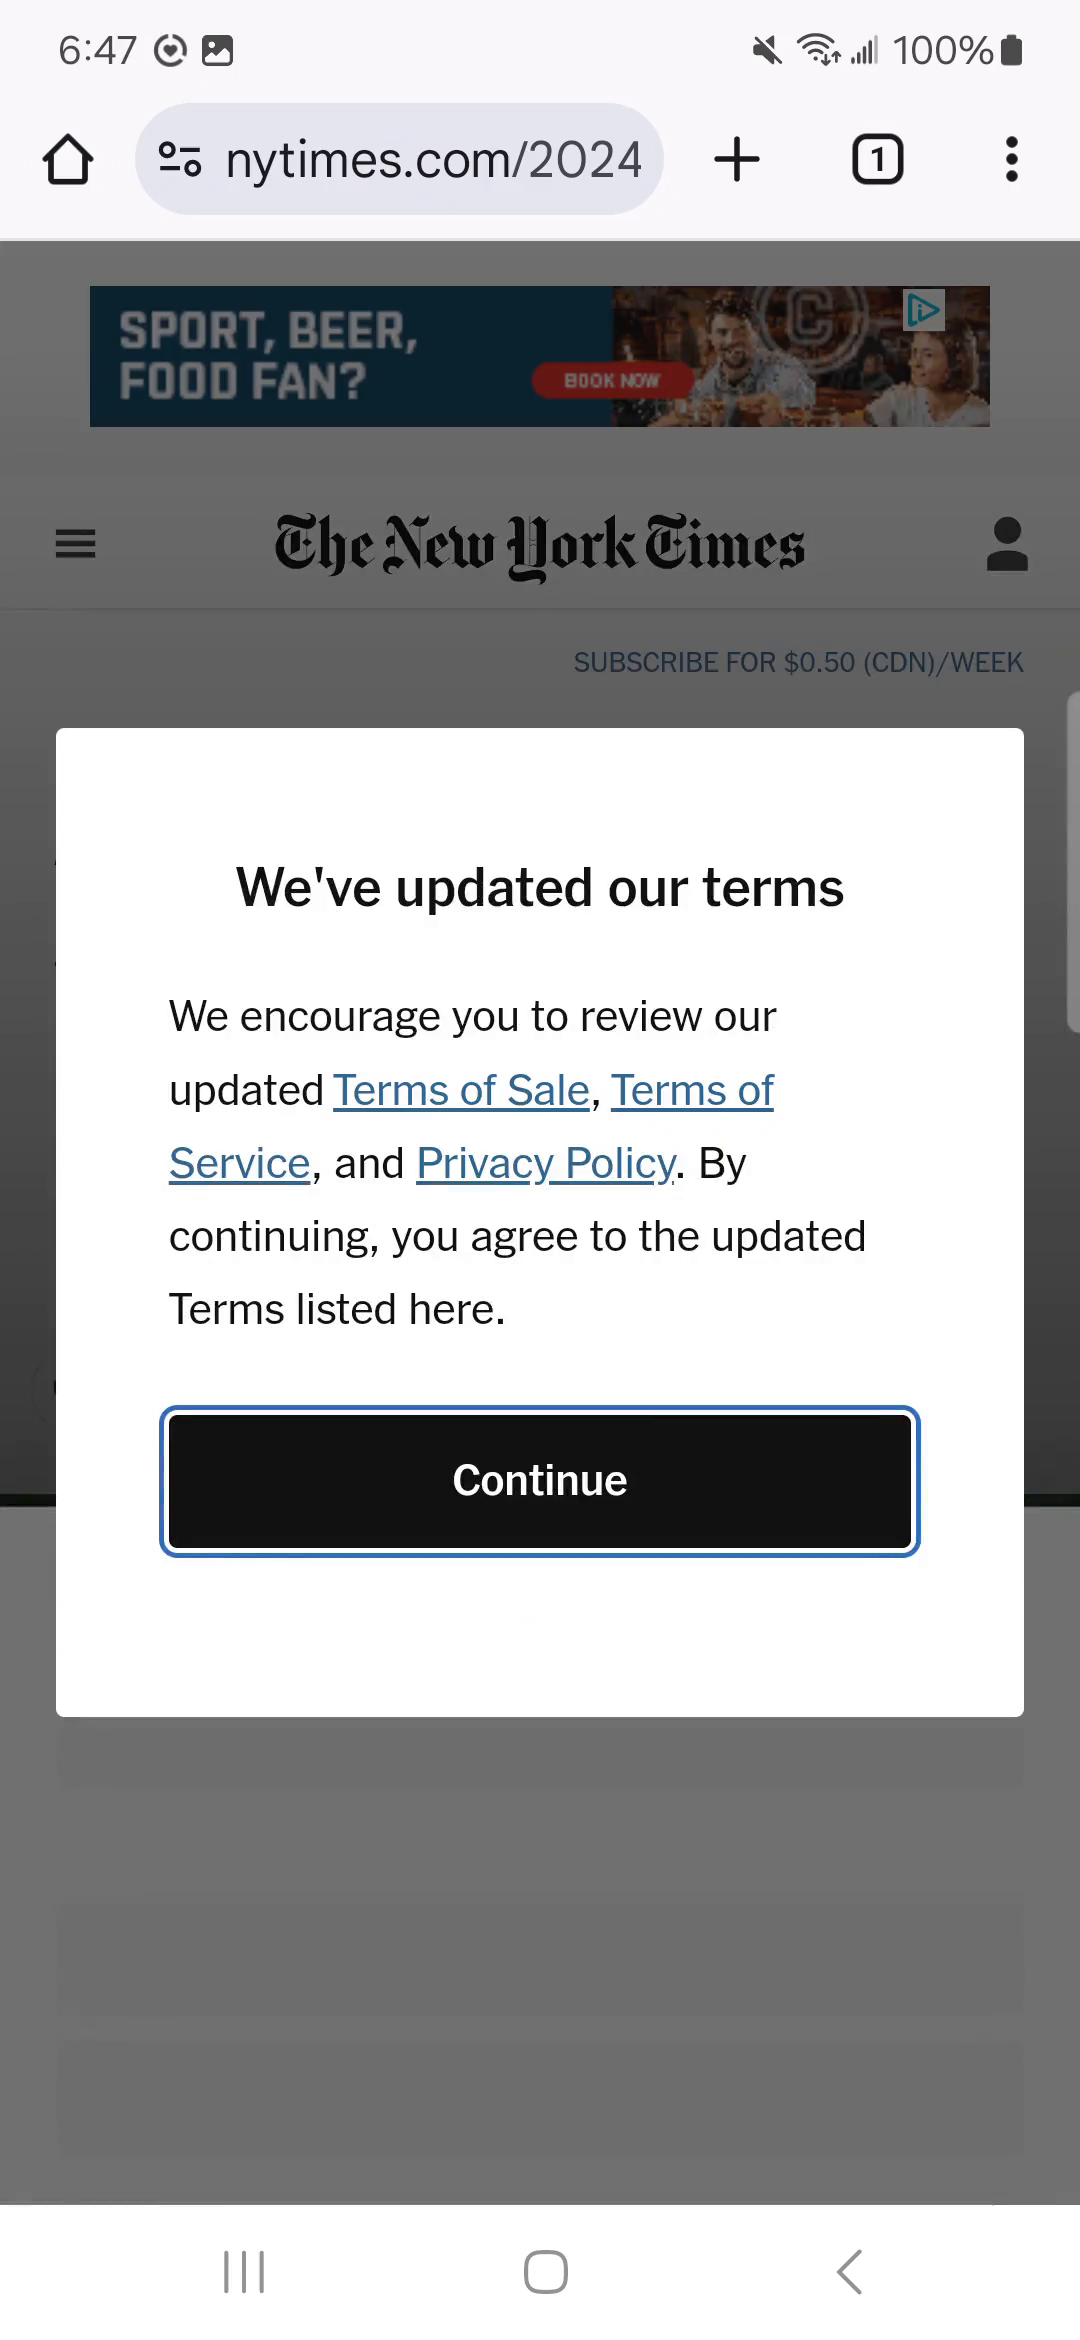 6:47
100%
nytimes.com/2024
1
SPORT, BEER,
FOOD FAN?
BOOK NOW
The New York Times
SUBSCRIBE FOR $0.50 (CDN)/WEEK
We've updated our terms
We encourage you to review our
updated Terms of Sale, Terms of
Service, and Privacy Policy. By
continuing, you agree to the updated
Terms listed here.
Continue